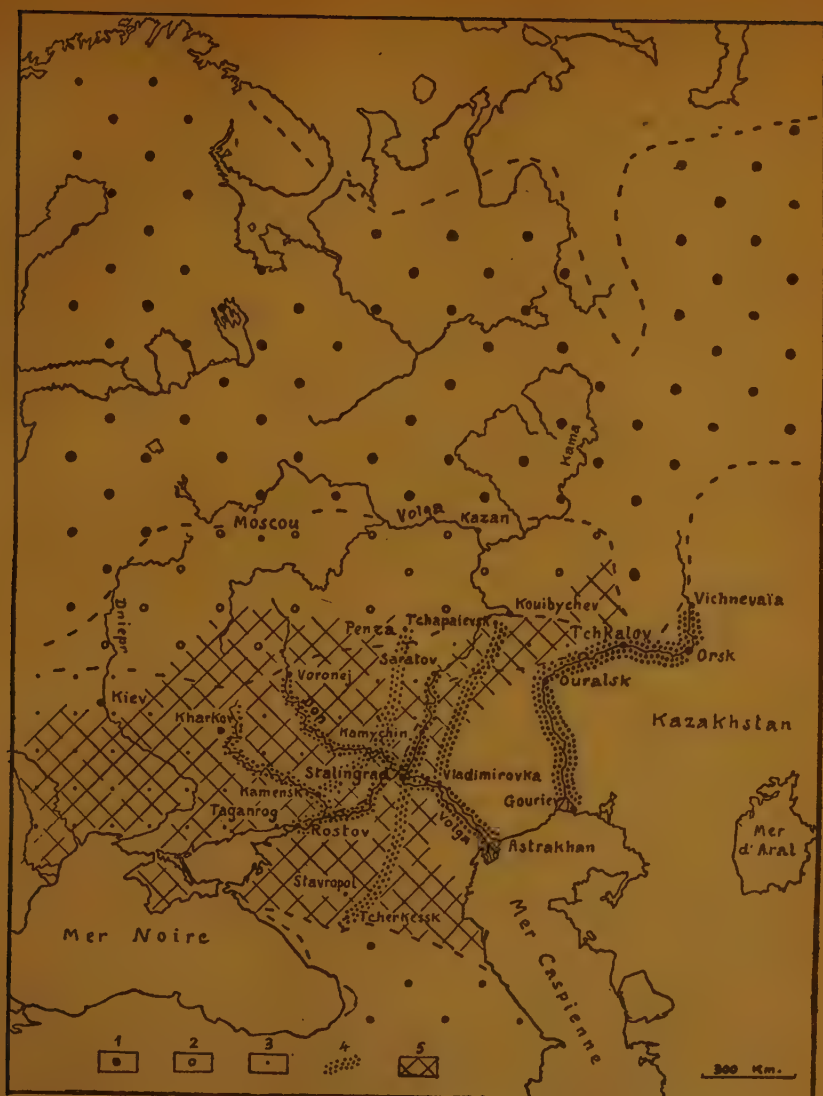 Kama
Moscou
Volga
Kazan
Dniepr
Kouibychev
Vichnevaïa
Penza
Tchapaievsk
Tchkalov
Saratov
Orsk
Voronej
Ouralsk
Kiev
Don
Kharkov
Kamychin
Kazakhstan
Stalingrad
Vladimirovka
Kamensk
Gouriev
Taganrog
Rostov
Volga
Astrakhan
Mer
d'Aral
Stavropol
Tcherkessk
Mer Noire
Mer Caspienne
1 2 3 4 5
300 Km.